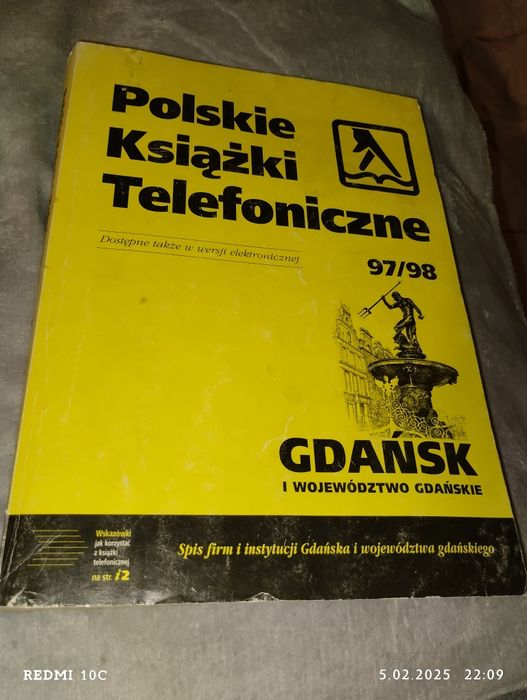 Polskie
Książki
Telefoniczne
Dostępne także w wersji elektronicznej
97/98
GDAŃSK
I WOJEWÓDZTWO GDAŃSKIE
Wskazówki
jak korzystać
z książki
telefonicznej
na str. i2
Spis firm i instytucji Gdańska i województwa gdańskiego
REDMI 10C
5.02.2025 22:09